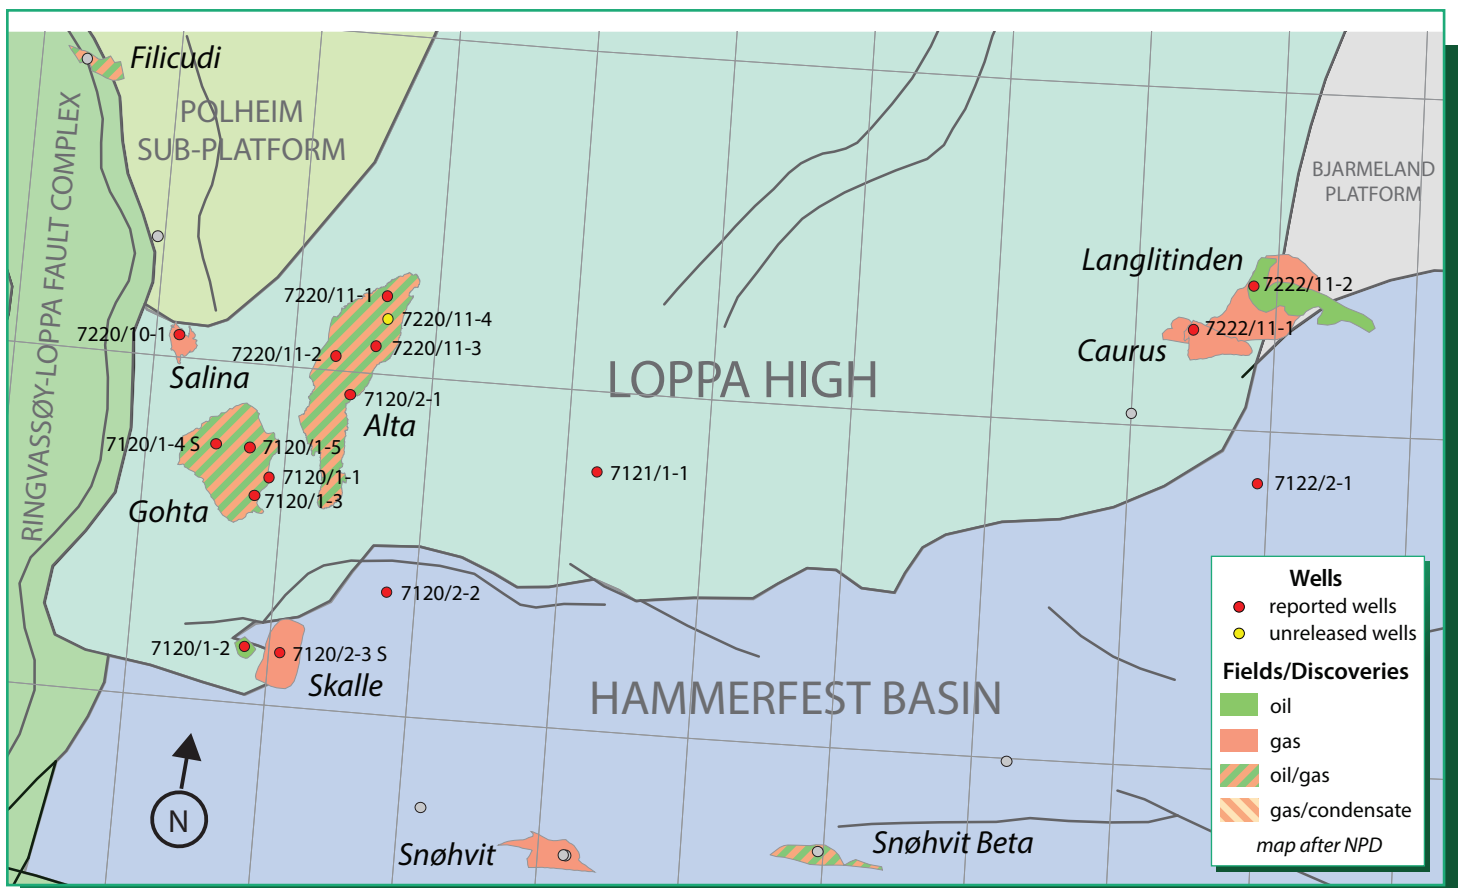 Filicudi
POLHEIM
SUB-PLATFORM
RINGVASSØY-LOPPA FAULT COMPLEX
BJARMELAND
PLATFORM
Langlitinden
7222/11-2
7222/11-1
Caurus
7220/11-1
7220/11-4
7220/11-3
7220/11-2
7120/2-1
Alta
7220/10-1
Salina
LOPPA HIGH
7120/1-4 S
7120/1-5
7120/1-1
7120/1-3
Gohta
7121/1-1
7122/2-1
7120/2-2
7120/1-2
7120/2-3 S
Skalle
HAMMERFEST BASIN
N
Snøhvit
Snøhvit Beta
Wells
reported wells
unreleased wells
Fields/Discoveries
oil
gas
oil/gas
gas/condensate
map after NPD